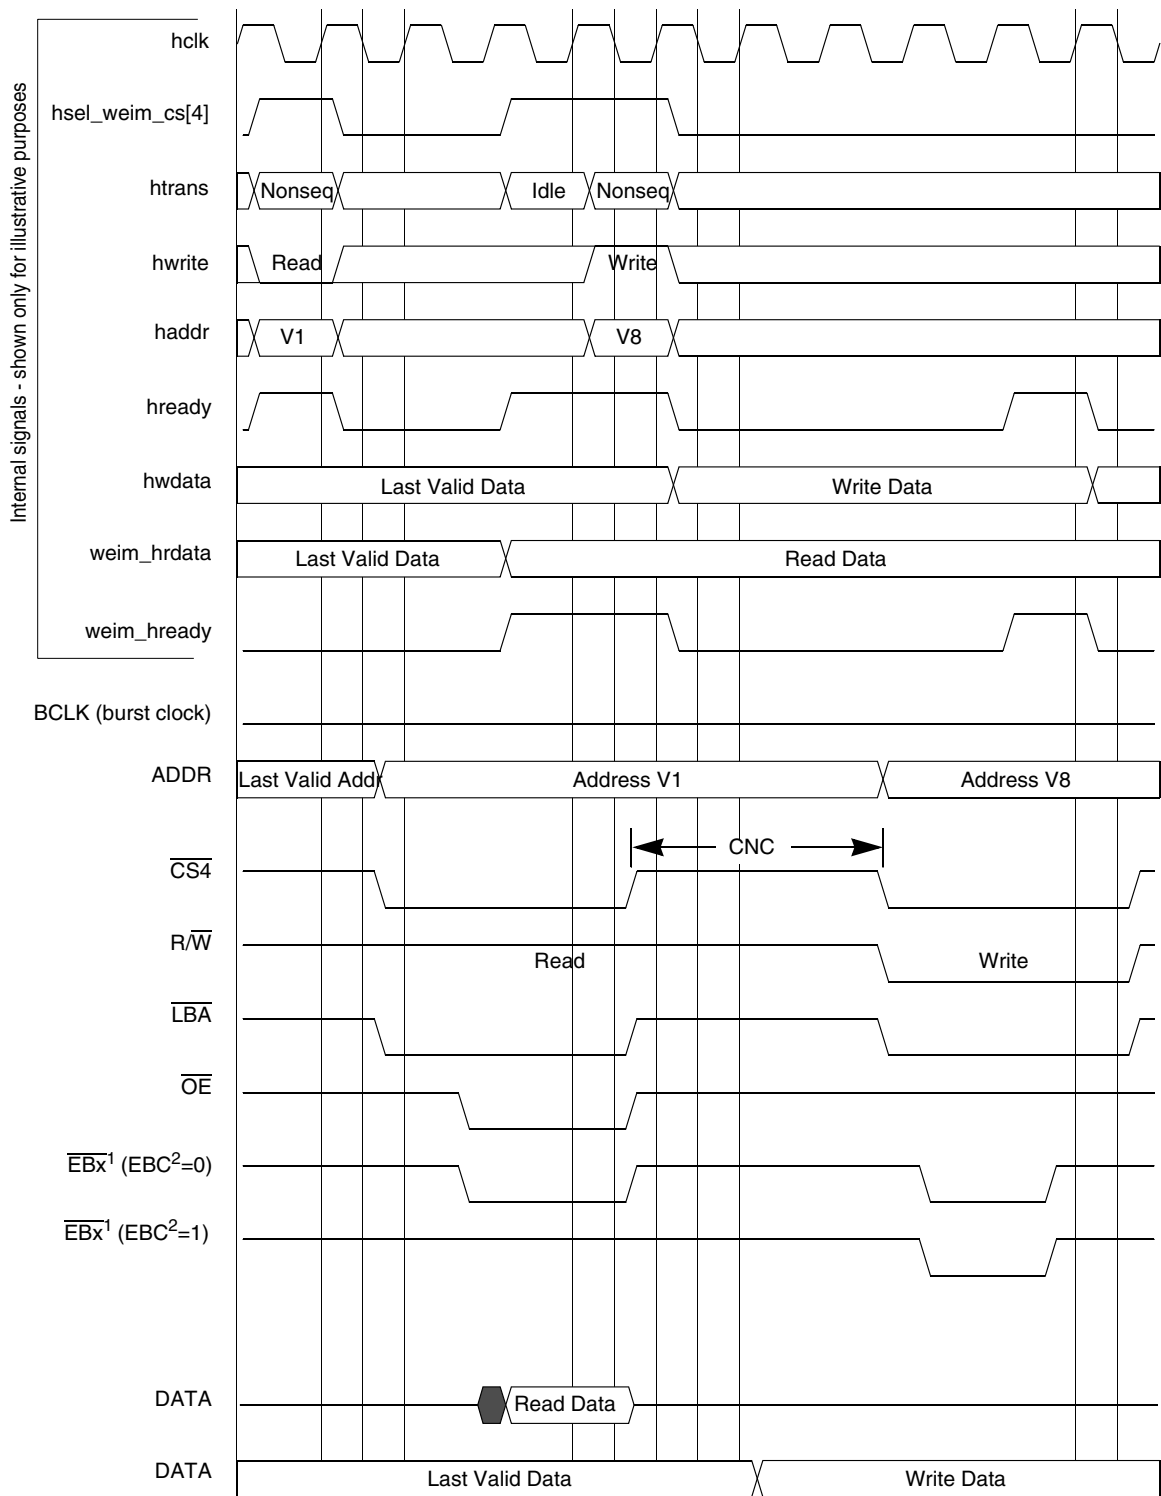 Internal signals - shown only for illustrative purposes
hclk
hsel_weim_cs[4]
htrans Nonseq Idle Nonseq
hwrite Read Write
haddr V1 V8
hready
hwdata Last Valid Data Write Data
weim_hrdata Last Valid Data Read Data
weim_hready
BCLK (burst clock)
ADDR Last Valid Addr Address V1 Address V8
CNC
CS4
R/W Read Write
LBA
OE
EBx1 (EBC2=0)
EBx1 (EBC2=1)
DATA Read Data
DATA Last Valid Data Write Data